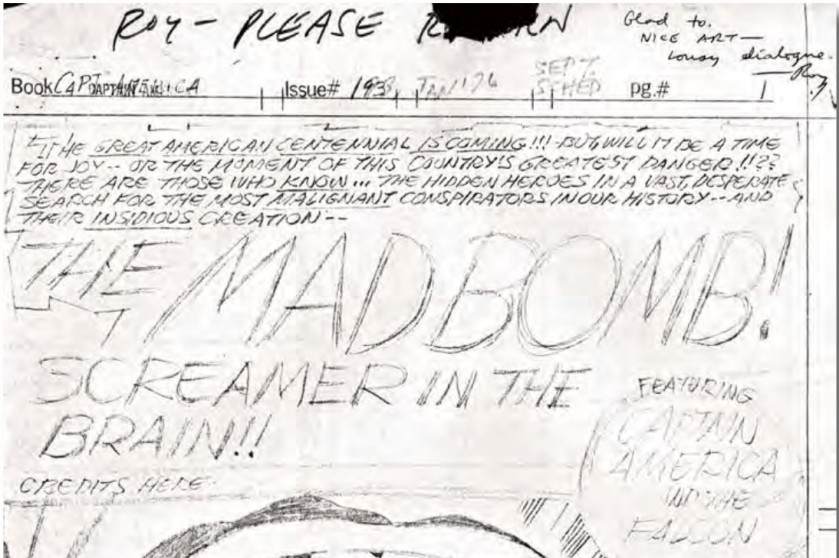 ROY – PLEASE
Glad to.
NICE ART —
Lousy dialogue.
— Roy
Book CAPTAIN AMERICA Issue# 193 JAN '76 SEPT. SCHED pg.# 1
THE GREAT AMERICAN CENTENNIAL IS COMING!!! - BUT WILL IT BE A TIME
FOR JOY -- OR THE MOMENT OF THIS COUNTRY'S GREATEST DANGER!!??
THERE ARE THOSE WHO KNOW... THE HIDDEN HEROES IN A VAST, DESPERATE
SEARCH FOR THE MOST MALIGNANT CONSPIRATORS IN OUR HISTORY -- AND
THEIR INSIDIOUS CREATION --
THE MADBOMB!
SCREAMER IN THE
BRAIN!!
FEATURING
CAPTAIN
AMERICA
AND THE
FALCON
CREDITS HERE